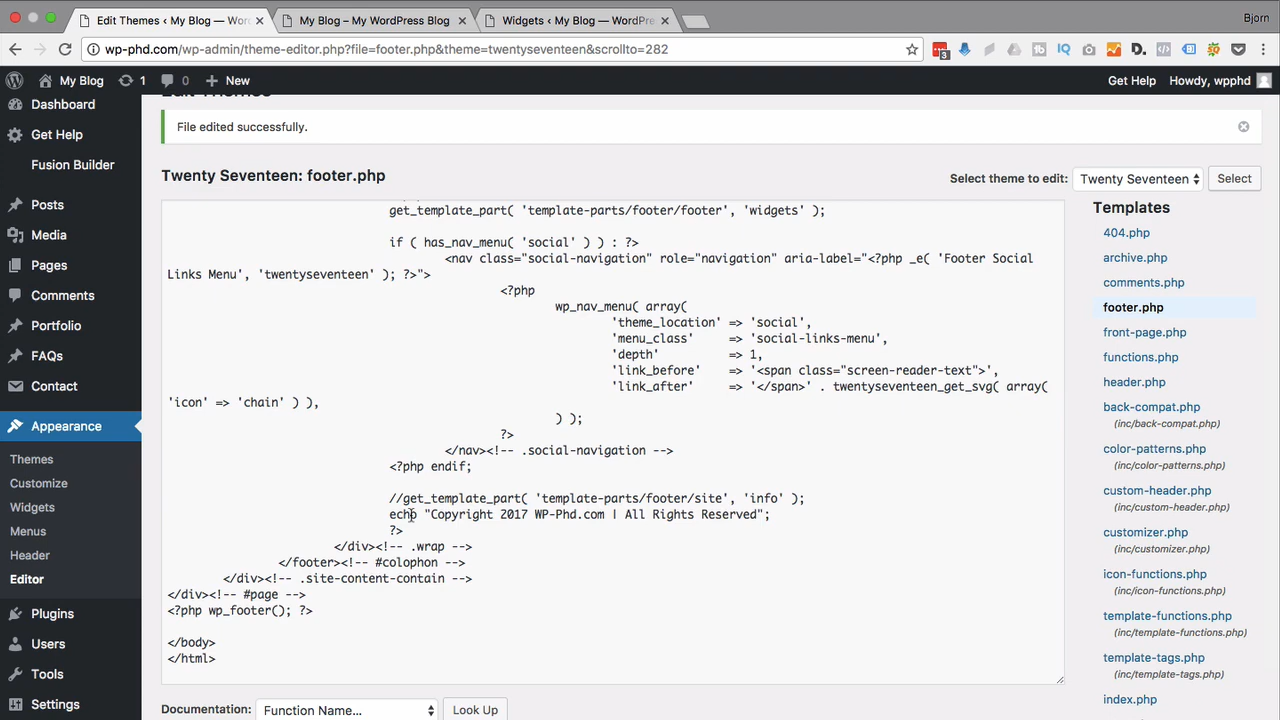 Edit Themes ‹ My Blog — Wor
My Blog – My WordPress Blog
Widgets ‹ My Blog — WordPre
Bjorn
wp-phd.com/wp-admin/theme-editor.php?file=footer.php&theme=twentyseventeen&scrollto=282
3
IQ
D.
My Blog
1
0
New
Get Help
Howdy, wpphd
Dashboard
Get Help
Fusion Builder
Posts
Media
Pages
Comments
Portfolio
FAQs
Contact
Appearance
Themes
Customize
Widgets
Menus
Header
Editor
Plugins
Users
Tools
Settings
Edit Themes
File edited successfully.
Twenty Seventeen: footer.php
Select theme to edit:
Twenty Seventeen
Select
get_template_part( 'template-parts/footer/footer', 'widgets' );
if ( has_nav_menu( 'social' ) ) : ?>
<nav class="social-navigation" role="navigation" aria-label="<?php _e( 'Footer Social
Links Menu', 'twentyseventeen' ); ?>">
<?php
wp_nav_menu( array(
'theme_location' => 'social',
'menu_class' => 'social-links-menu',
'depth' => 1,
'link_before' => '<span class="screen-reader-text">',
'link_after' => '</span>' . twentyseventeen_get_svg( array(
'icon' => 'chain' ) ),
) );
?>
</nav><!-- .social-navigation -->
<?php endif;
//get_template_part( 'template-parts/footer/site', 'info' );
echo "Copyright 2017 WP-Phd.com | All Rights Reserved";
?>
</div><!-- .wrap -->
</footer><!-- #colophon -->
</div><!-- .site-content-contain -->
</div><!-- #page -->
<?php wp_footer(); ?>
</body>
</html>
Documentation:
Function Name...
Look Up
Templates
404.php
archive.php
comments.php
footer.php
front-page.php
functions.php
header.php
back-compat.php
(inc/back-compat.php)
color-patterns.php
(inc/color-patterns.php)
custom-header.php
(inc/custom-header.php)
customizer.php
(inc/customizer.php)
icon-functions.php
(inc/icon-functions.php)
template-functions.php
(inc/template-functions.php)
template-tags.php
(inc/template-tags.php)
index.php